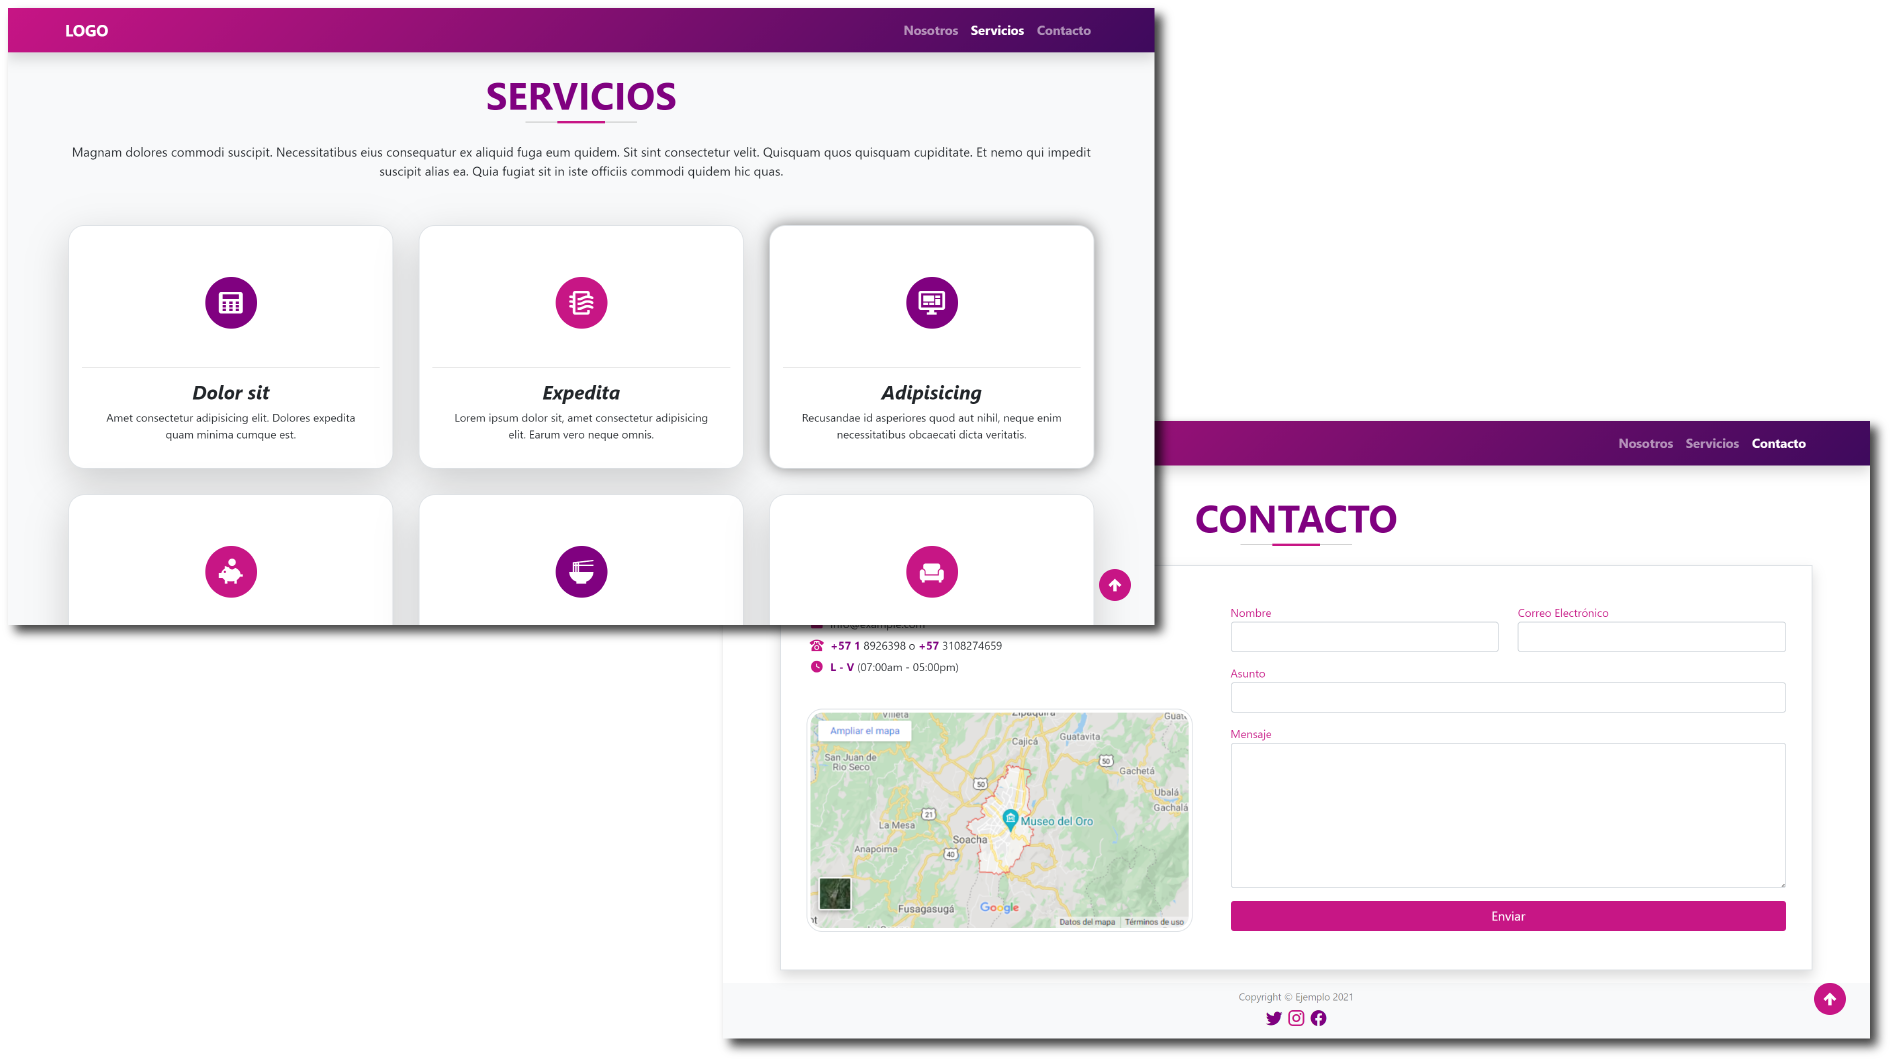 LOGO
Nosotros Servicios Contacto
SERVICIOS
Magnam dolores commodi suscipit. Necessitatibus eius consequatur ex aliquid fuga eum quidem. Sit sint consectetur velit. Quisquam quos quisquam cupiditate. Et nemo qui impedit
suscipit alias ea. Quia fugiat sit in iste officiis commodi quidem hic quas.
Dolor sit
Amet consectetur adipisicing elit. Dolores expedita
quam minima cumque est.
Expedita
Lorem ipsum dolor sit, amet consectetur adipisicing
elit. Earum vero neque omnis.
Adipisicing
Recusandae id asperiores quod aut nihil, neque enim
necessitatibus obcaecati dicta veritatis.
Nosotros Servicios Contacto
CONTACTO
info@example.com
+57 1 8926398 o +57 3108274659
L - V (07:00am - 05:00pm)
Villeta
Zipaquirá
Ampliar el mapa
Cajicá
Guatavita
San Juan de
Rio Seco
50
Gachetá
50
Ubalá
Gachalá
21
La Mesa
Museo del Oro
Soacha
Anapoima
40
Fusagasugá
Google
Datos del mapa
Términos de uso
Nombre
Correo Electrónico
Asunto
Mensaje
Enviar
Copyright © Ejemplo 2021